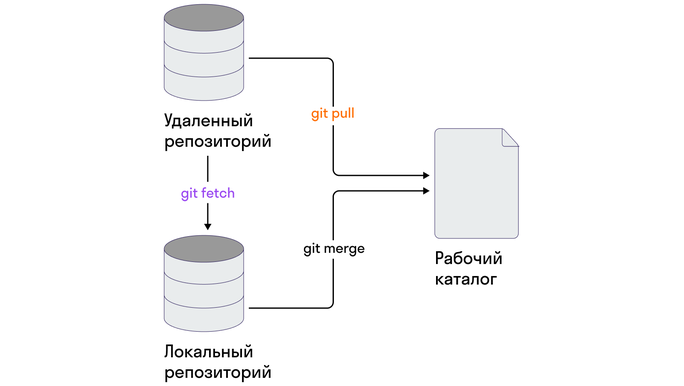 Удаленный
репозиторий
git pull
git fetch
git merge
Рабочий
каталог
Локальный
репозиторий